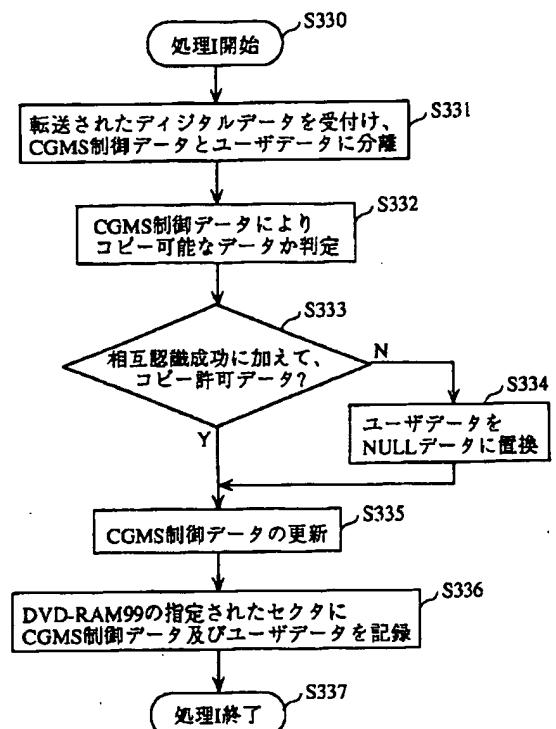 処理I開始
S330
転送されたディジタルデータを受付け、
CGMS制御データとユーザデータに分離
S331
CGMS制御データにより
コピー可能なデータか判定
S332
相互認識成功に加えて、
コピー許可データ?
S333
N
Y
ユーザデータを
NULLデータに置換
S334
CGMS制御データの更新
S335
DVD-RAM99の指定されたセクタに
CGMS制御データ及びユーザデータを記録
S336
処理I終了
S337